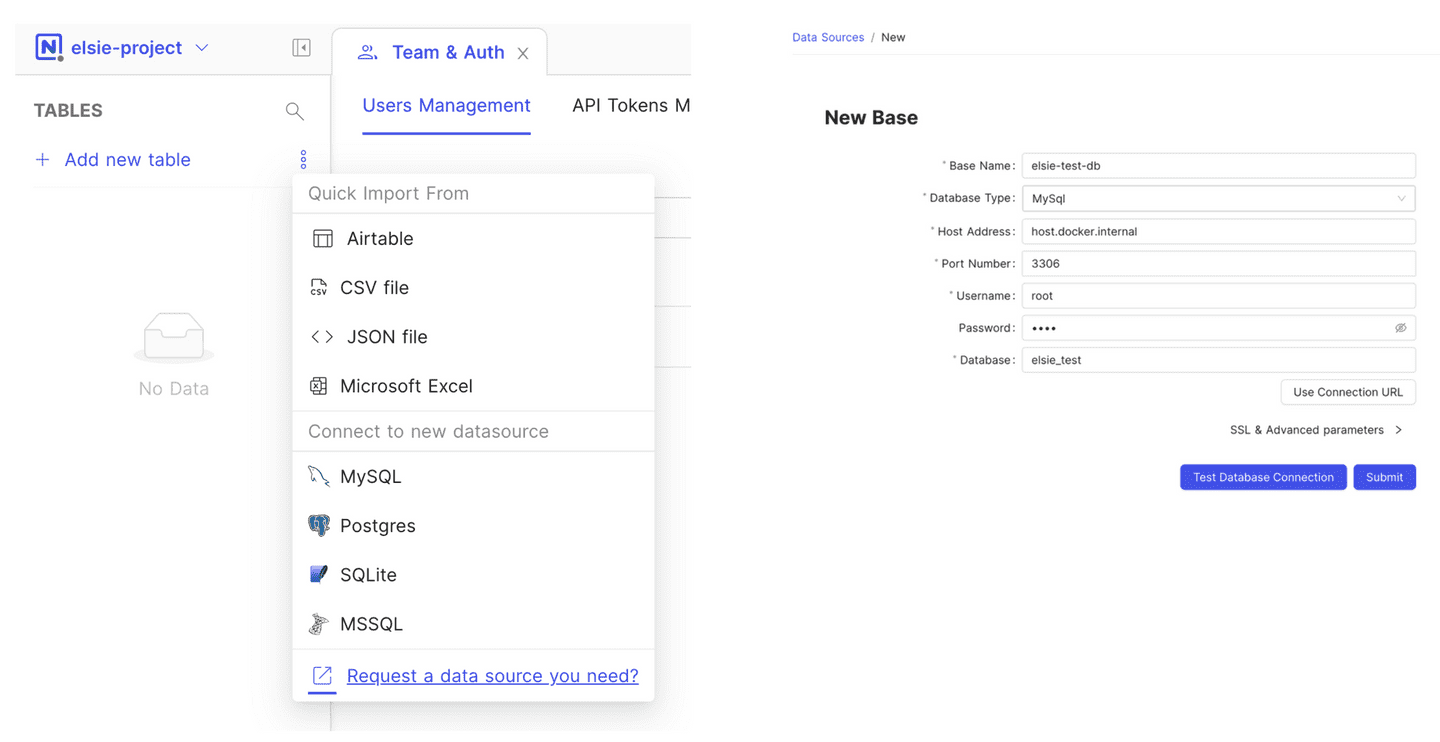 N elsie-project
Team & Auth
TABLES
Users Management
API Tokens M
+ Add new table
Quick Import From
Airtable
CSV CSV file
JSON file
Microsoft Excel
No Data
Connect to new datasource
MySQL
Postgres
SQLite
MSSQL
Request a data source you need?
Data Sources / New
New Base
* Base Name: elsie-test-db
* Database Type: MySql
* Host Address: host.docker.internal
* Port Number: 3306
* Username: root
Password: ••••
* Database: elsie_test
Use Connection URL
SSL & Advanced parameters >
Test Database Connection Submit